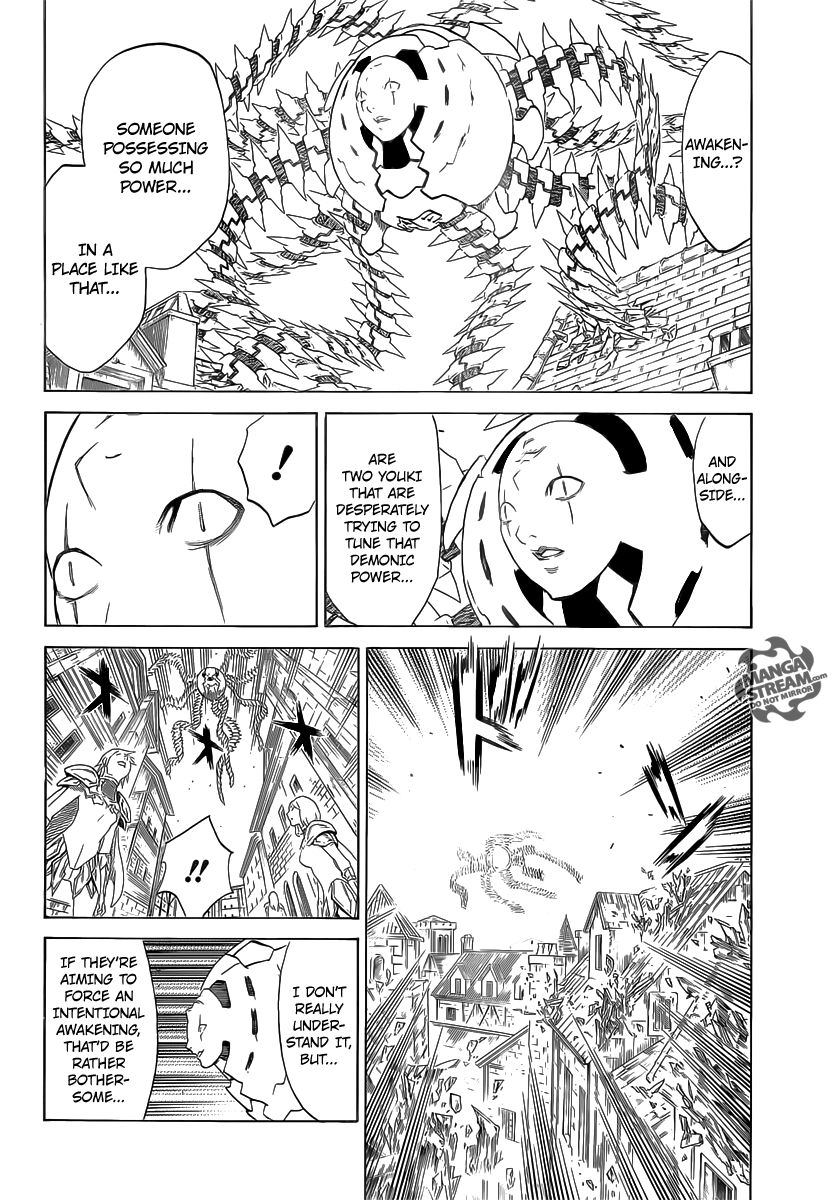 AWAKEN-
ING...?
SOMEONE
POSSESSING
SO MUCH
POWER...
IN A
PLACE LIKE
THAT...
AND
ALONG-
SIDE...
ARE
TWO YOUKI
THAT ARE
DESPERATELY
TRYING TO
TUNE THAT
DEMONIC
POWER...
!
MANGA
STREAM.com
DO NOT MIRROR!
ドン
!!
I DON'T
REALLY
UNDER-
STAND IT,
BUT...
IF THEY'RE
AIMING TO
FORCE AN
INTENTIONAL
AWAKENING,
THAT'D BE
RATHER
BOTHER-
SOME...